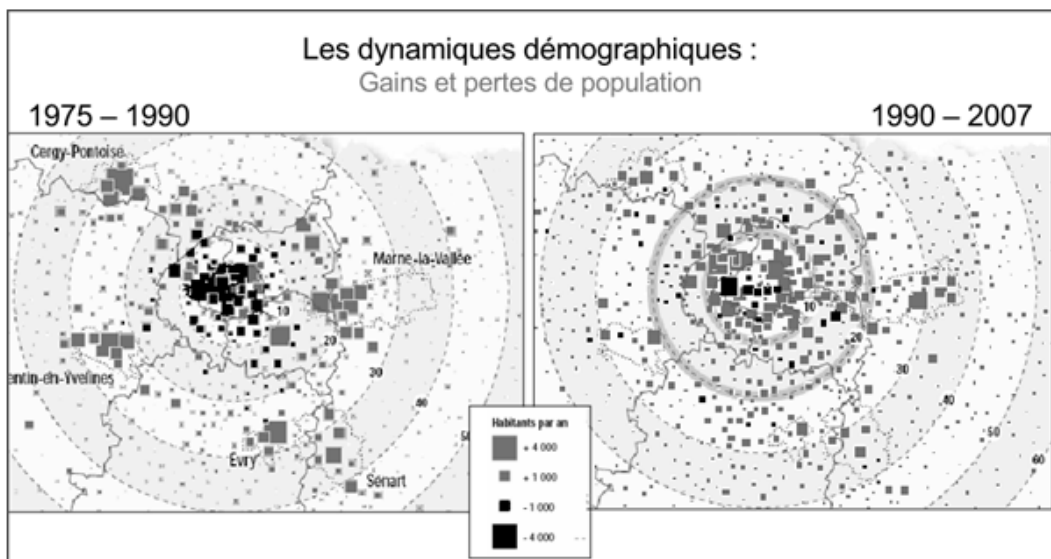 Les dynamiques démographiques :
Gains et pertes de population
1975 – 1990
1990 – 2007
Cergy-Pontoise
Marne-la-Vallée
10
20
30
40
50
entin-en-Yvelines
Evry
Sénart
10
20
30
40
50
60
Habitants par an
+ 4 000
+ 1 000
- 1 000
- 4 000